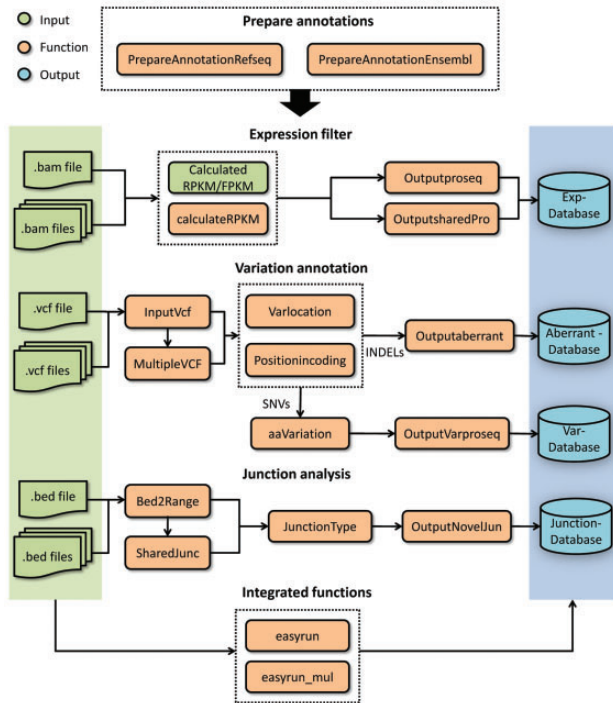 Input
Function
Output
Prepare annotations
PrepareAnnotationRefseq
PrepareAnnotationEnsembl
Expression filter
.bam file
.bam files
Calculated
RPKM/FPKM
calculateRPKM
Outputproseq
OutputsharedPro
Exp-
Database
Variation annotation
.vcf file
.vcf files
InputVcf
MultipleVCF
Varlocation
Positionincoding
INDELs
Outputaberrant
Aberrant -
Database
SNVs
aaVariation
OutputVarproseq
Var-
Database
Junction analysis
.bed file
.bed files
Bed2Range
SharedJunc
JunctionType
OutputNovelJun
Junction-
Database
Integrated functions
easyrun
easyrun_mul